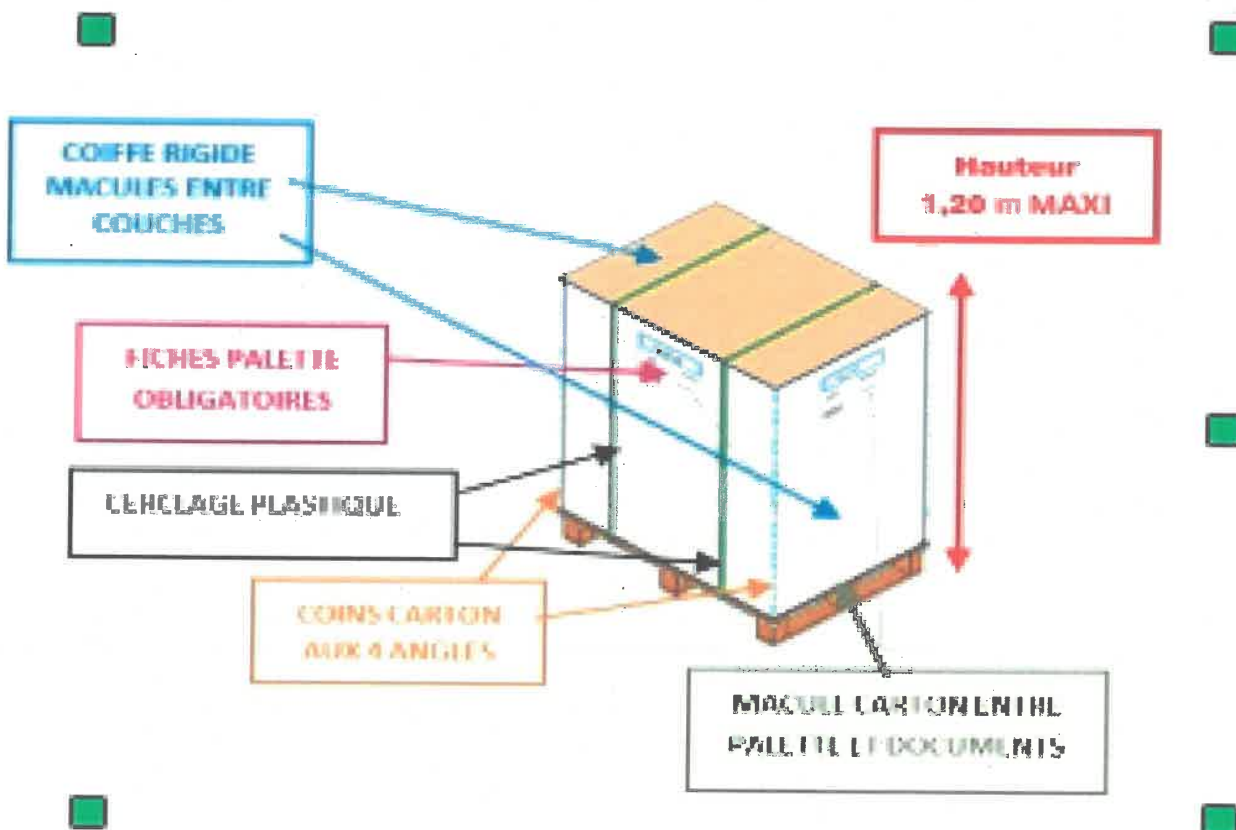 COIFFE RIGIDE
MACULES ENTRE
COUCHES
Hauteur
1,20 m MAXI
FICHES PALETTE
OBLIGATOIRES
CERCLAGE PLASTIQUE
COINS CARTON
AUX 4 ANGLES
MACULE CARTON ENTRE
PALETTE ET DOCUMENTS